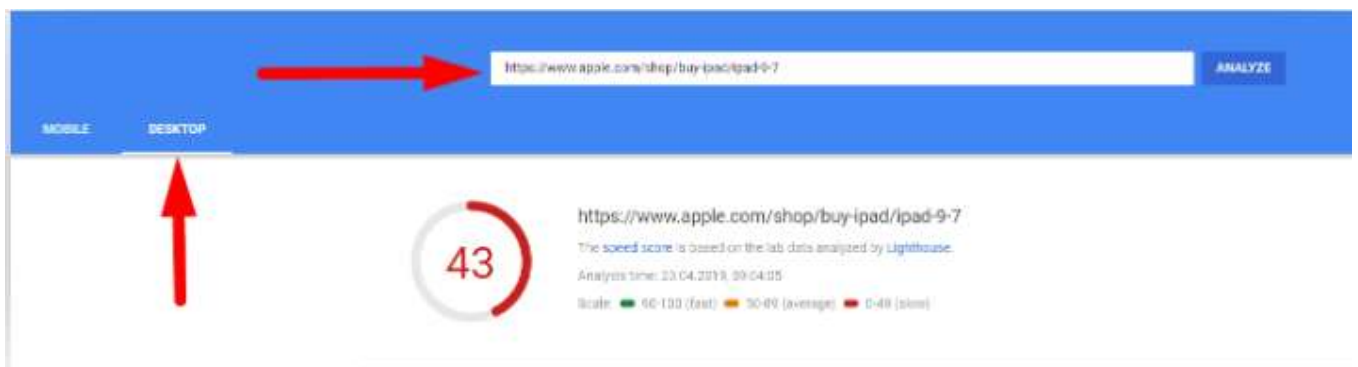 https://www.apple.com/shop/buy-ipad/ipad-9-7
ANALYZE
MOBILE
DESKTOP
43
https://www.apple.com/shop/buy-ipad/ipad-9-7
The speed score is based on the lab data analyzed by Lighthouse.
Analysis time: 23.04.2019, 09:04:05
Scale: 90-100 (fast) 50-89 (average) 0-49 (slow)